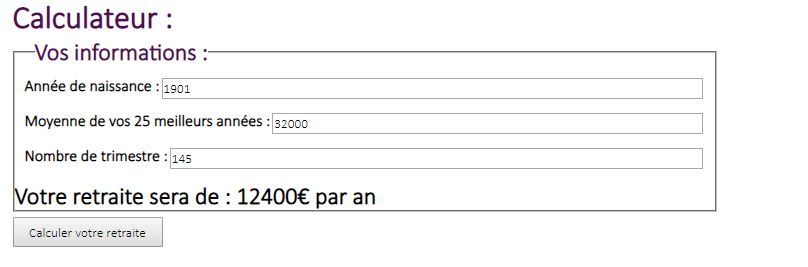 Calculateur :
Vos informations :
Année de naissance : 1901
Moyenne de vos 25 meilleurs années : 32000
Nombre de trimestre : 145
Votre retraite sera de : 12400€ par an
Calculer votre retraite